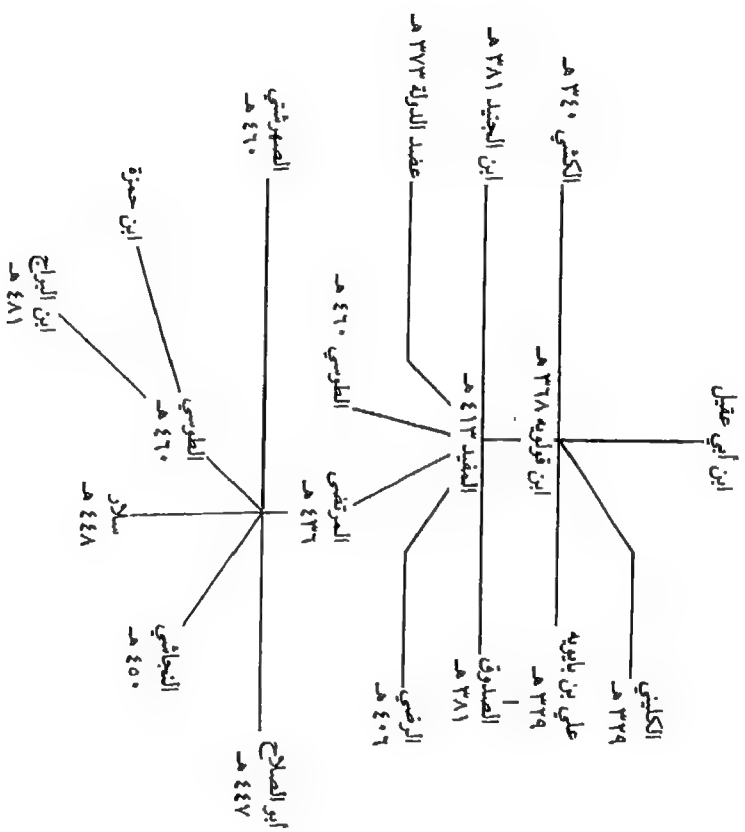 ابن أبي عقيل
الكليني
٣٢٩ هـ
علي بن بابويه
٣٢٩ هـ
ابن قولويه ٣٦٨ هـ
الكشي ٣٤٠ هـ
الصدوق
٣٨١ هـ
المفيد ٤١٣ هـ
ابن الجنيد ٣٨١ هـ
الرضي
٤٠٦ هـ
عضد الدولة ٣٧٣ هـ
المرتضى
٤٣٦ هـ
الطوسي ٤٦٠ هـ
أبو الصلاح
٤٤٧ هـ
الصهرشتي
٤٦٠ هـ
النجاشي
٤٥٠ هـ
الطوسي
٤٦٠ هـ
سلار
٤٤٨ هـ
ابن حمزة
ابن البراج
٤٨١ هـ